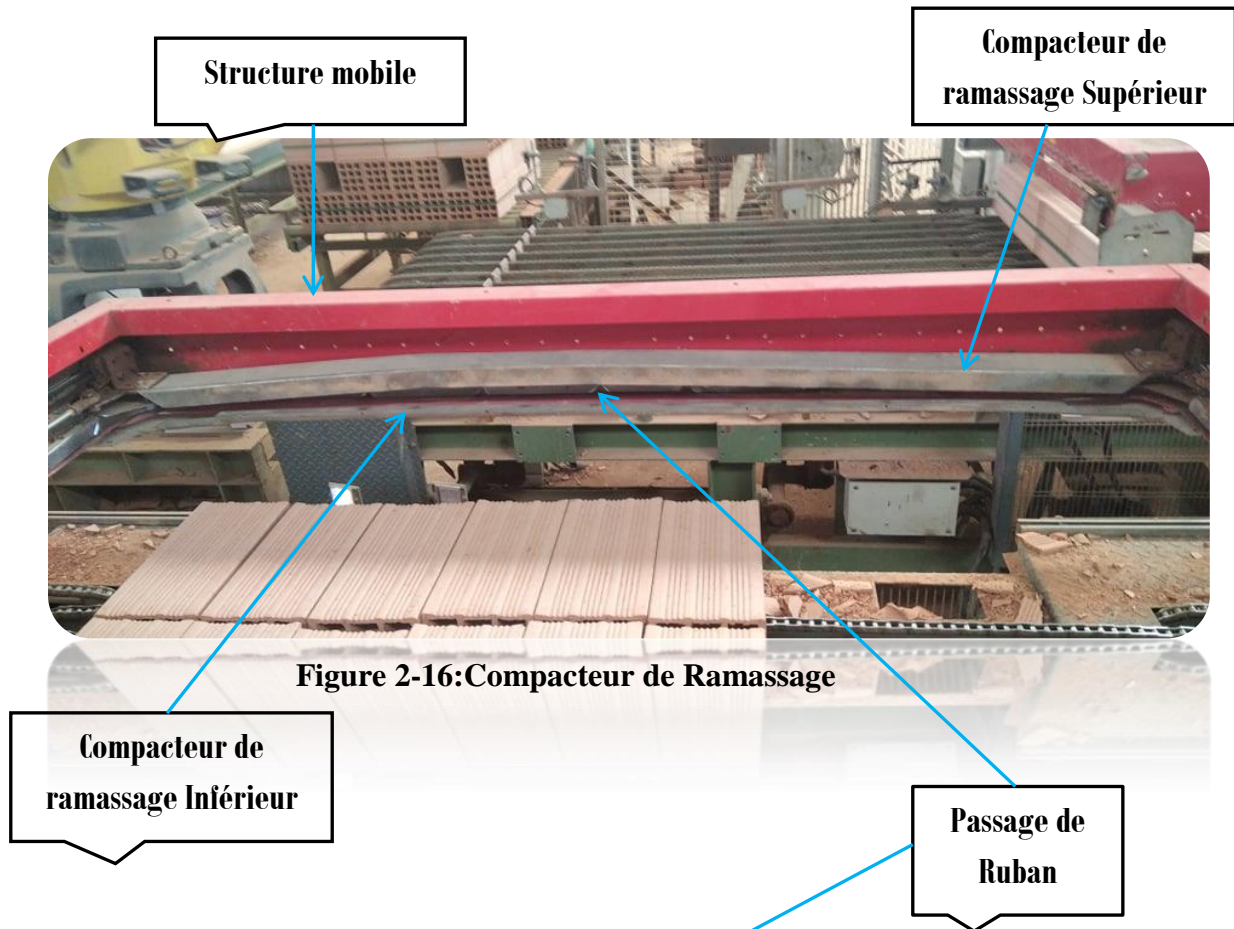 Structure mobile
Compacteur de
ramassage Supérieur
Figure 2-16:Compacteur de Ramassage
Compacteur de
ramassage Inférieur
Passage de
Ruban